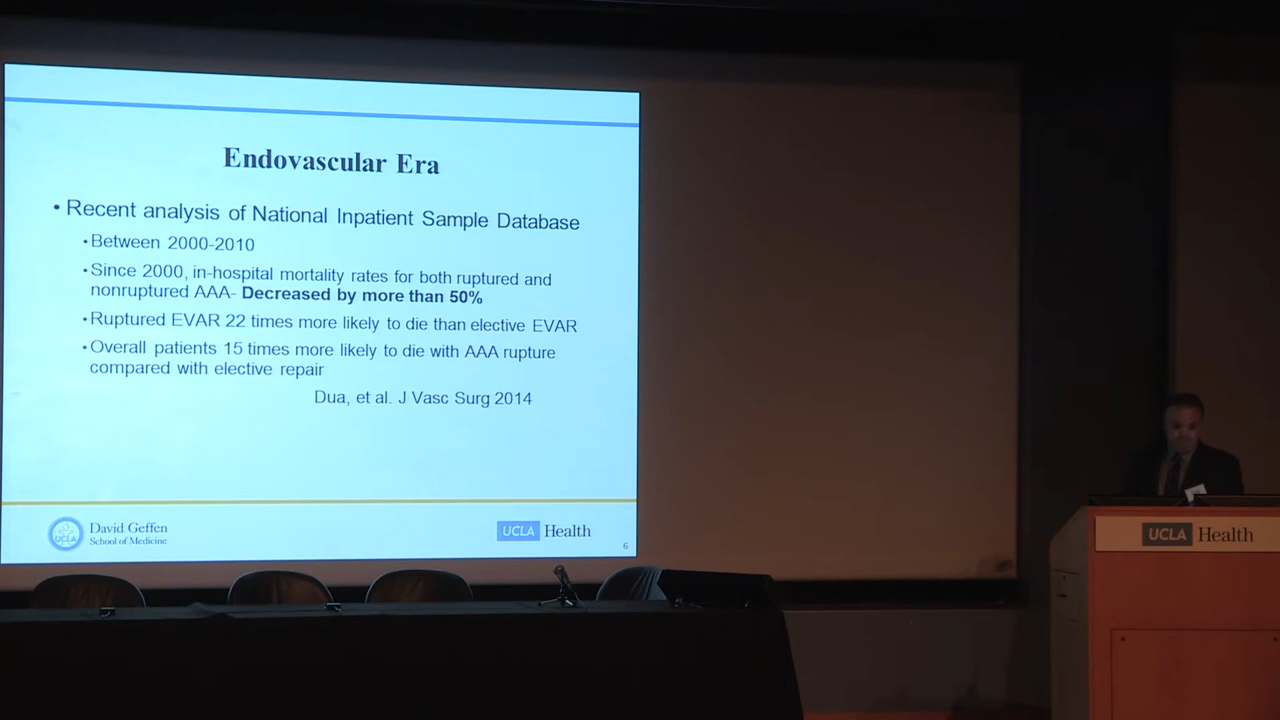 Endovascular Era
• Recent analysis of National Inpatient Sample Database
• Between 2000-2010
• Since 2000, in-hospital mortality rates for both ruptured and
nonruptured AAA- Decreased by more than 50%
• Ruptured EVAR 22 times more likely to die than elective EVAR
• Overall patients 15 times more likely to die with AAA rupture
compared with elective repair
Dua, et al. J Vasc Surg 2014
UCLA
David Geffen
School of Medicine
UCLA Health
6
UCLA Health